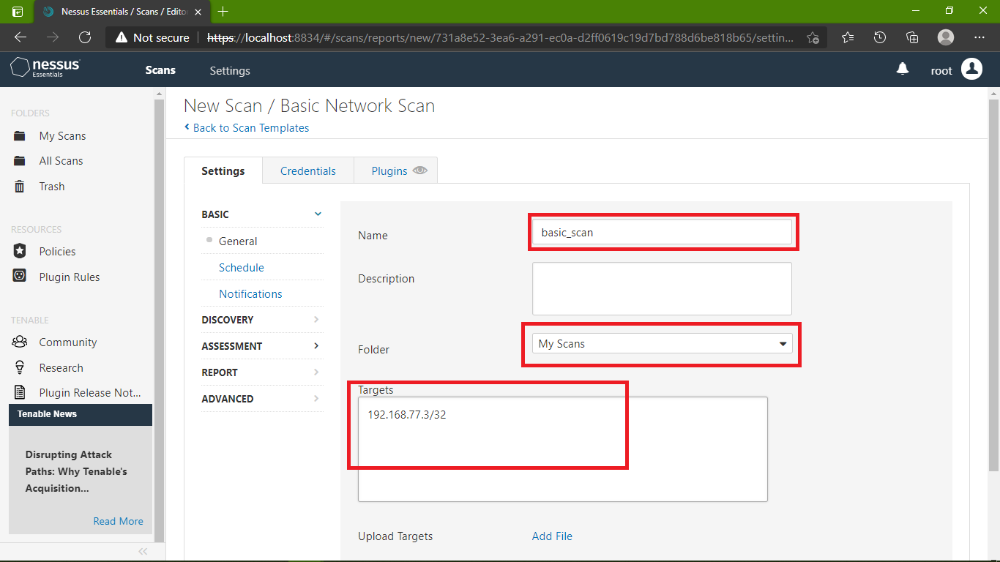 Nessus Essentials / Scans / Editor
Not secure https://localhost:8834/#/scans/reports/new/731a8e52-3ea6-a291-ec0a-d2ff0619c19d7bd788d6be818b65/settin...
nessus
Essentials
Scans
Settings
root
FOLDERS
My Scans
All Scans
Trash
RESOURCES
Policies
Plugin Rules
TENABLE
Community
Research
Plugin Release Not...
Tenable News
Disrupting Attack
Paths: Why Tenable's
Acquisition...
Read More
New Scan / Basic Network Scan
Back to Scan Templates
Settings
Credentials
Plugins
BASIC
General
Schedule
Notifications
DISCOVERY
ASSESSMENT
REPORT
ADVANCED
Name
basic_scan
Description
Folder
My Scans
Targets
192.168.77.3/32
Upload Targets
Add File